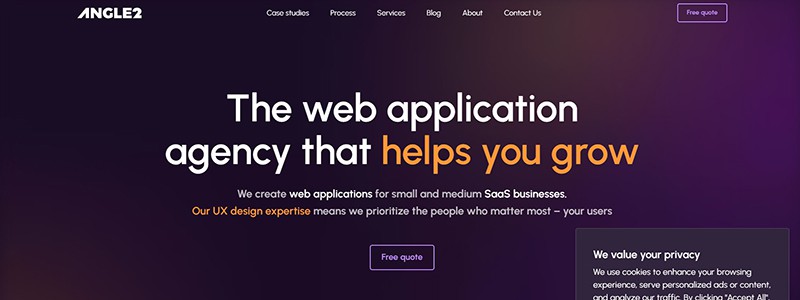 ANGLE2
Case studies
Process
Services
Blog
About
Contact Us
Free quote
The web application
agency that helps you grow
We create web applications for small and medium SaaS businesses.
Our UX design expertise means we prioritize the people who matter most – your users
Free quote
We value your privacy
We use cookies to enhance your browsing
experience, serve personalized ads or content,
and analyze our traffic. By clicking "Accept All",